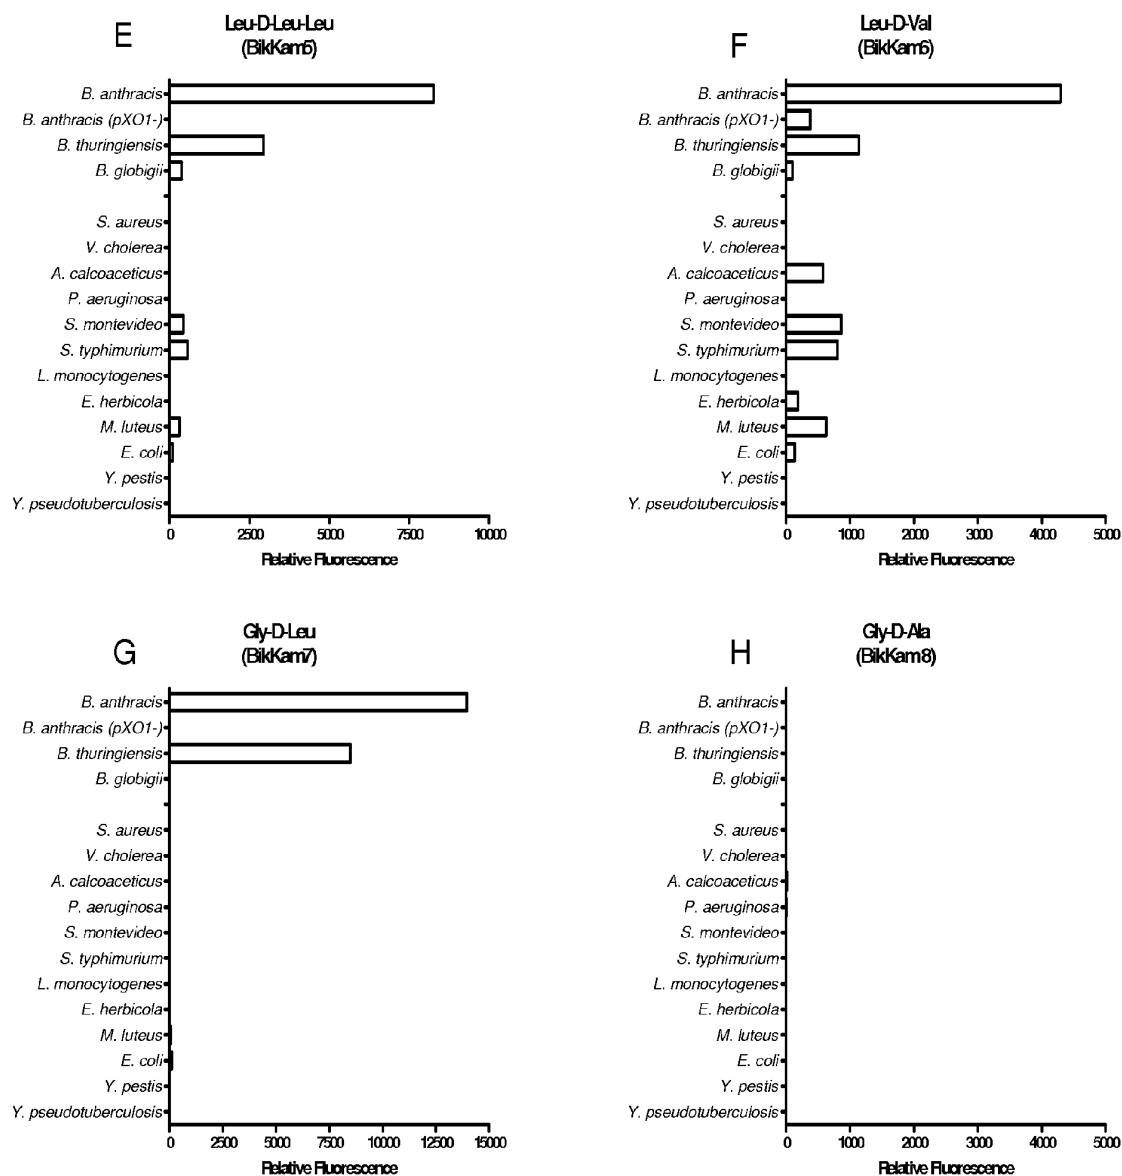 E
Leu-D-Leu-Leu
(BikKam5)
B. anthracis
B. anthracis (pXO1-)
B. thuringiensis
B. globigii
S. aureus
V. cholerea
A. calcoaceticus
P. aeruginosa
S. montevideo
S. typhimurium
L. monocytogenes
E. herbicola
M. luteus
E. coli
Y. pestis
Y. pseudotuberculosis
0 2500 5000 7500 10000
Relative Fluorescence
F
Leu-D-Val
(BikKam6)
B. anthracis
B. anthracis (pXO1-)
B. thuringiensis
B. globigii
S. aureus
V. cholerea
A. calcoaceticus
P. aeruginosa
S. montevideo
S. typhimurium
L. monocytogenes
E. herbicola
M. luteus
E. coli
Y. pestis
Y. pseudotuberculosis
0 1000 2000 3000 4000 5000
Relative Fluorescence
G
Gly-D-Leu
(BikKam7)
B. anthracis
B. anthracis (pXO1-)
B. thuringiensis
B. globigii
S. aureus
V. cholerea
A. calcoaceticus
P. aeruginosa
S. montevideo
S. typhimurium
L. monocytogenes
E. herbicola
M. luteus
E. coli
Y. pestis
Y. pseudotuberculosis
0 2500 5000 7500 10000 12500 15000
Relative Fluorescence
H
Gly-D-Ala
(BikKam8)
B. anthracis
B. anthracis (pXO1-)
B. thuringiensis
B. globigii
S. aureus
V. cholerea
A. calcoaceticus
P. aeruginosa
S. montevideo
S. typhimurium
L. monocytogenes
E. herbicola
M. luteus
E. coli
Y. pestis
Y. pseudotuberculosis
0 1000 2000 3000 4000 5000
Relative Fluorescence